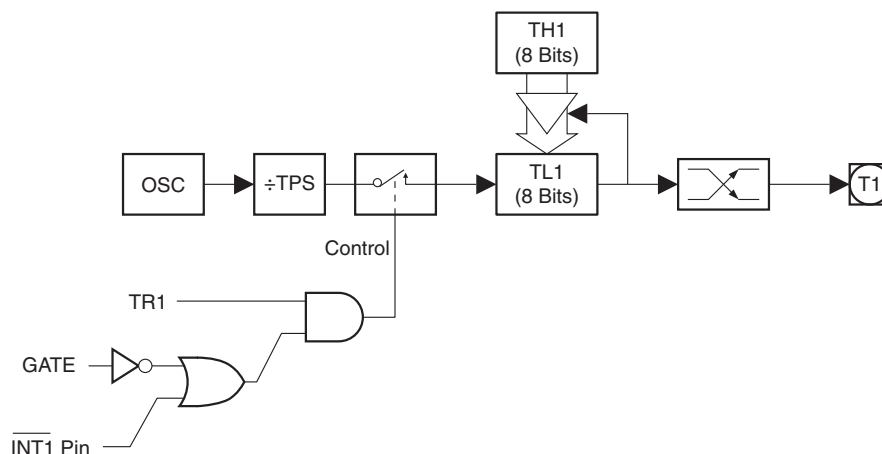 TH1
(8 Bits)
OSC
÷TPS
TL1
(8 Bits)
T1
Control
TR1
GATE
INT1 Pin